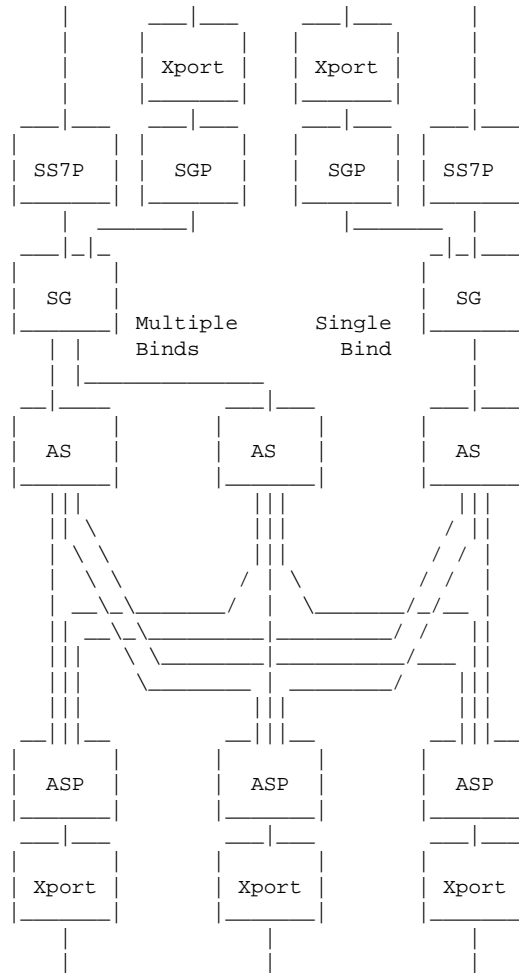 Xport Xport
SS7P SGP SGP SS7P
SG SG
Multiple Single
Binds Bind
AS AS AS
ASP ASP ASP
Xport Xport Xport